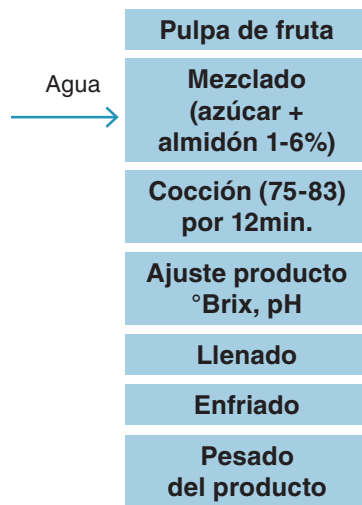 Pulpa de fruta
Agua
Mezclado
(azúcar +
almidón 1-6%)
Cocción (75-83)
por 12min.
Ajuste producto
°Brix, pH
Llenado
Enfriado
Pesado
del producto